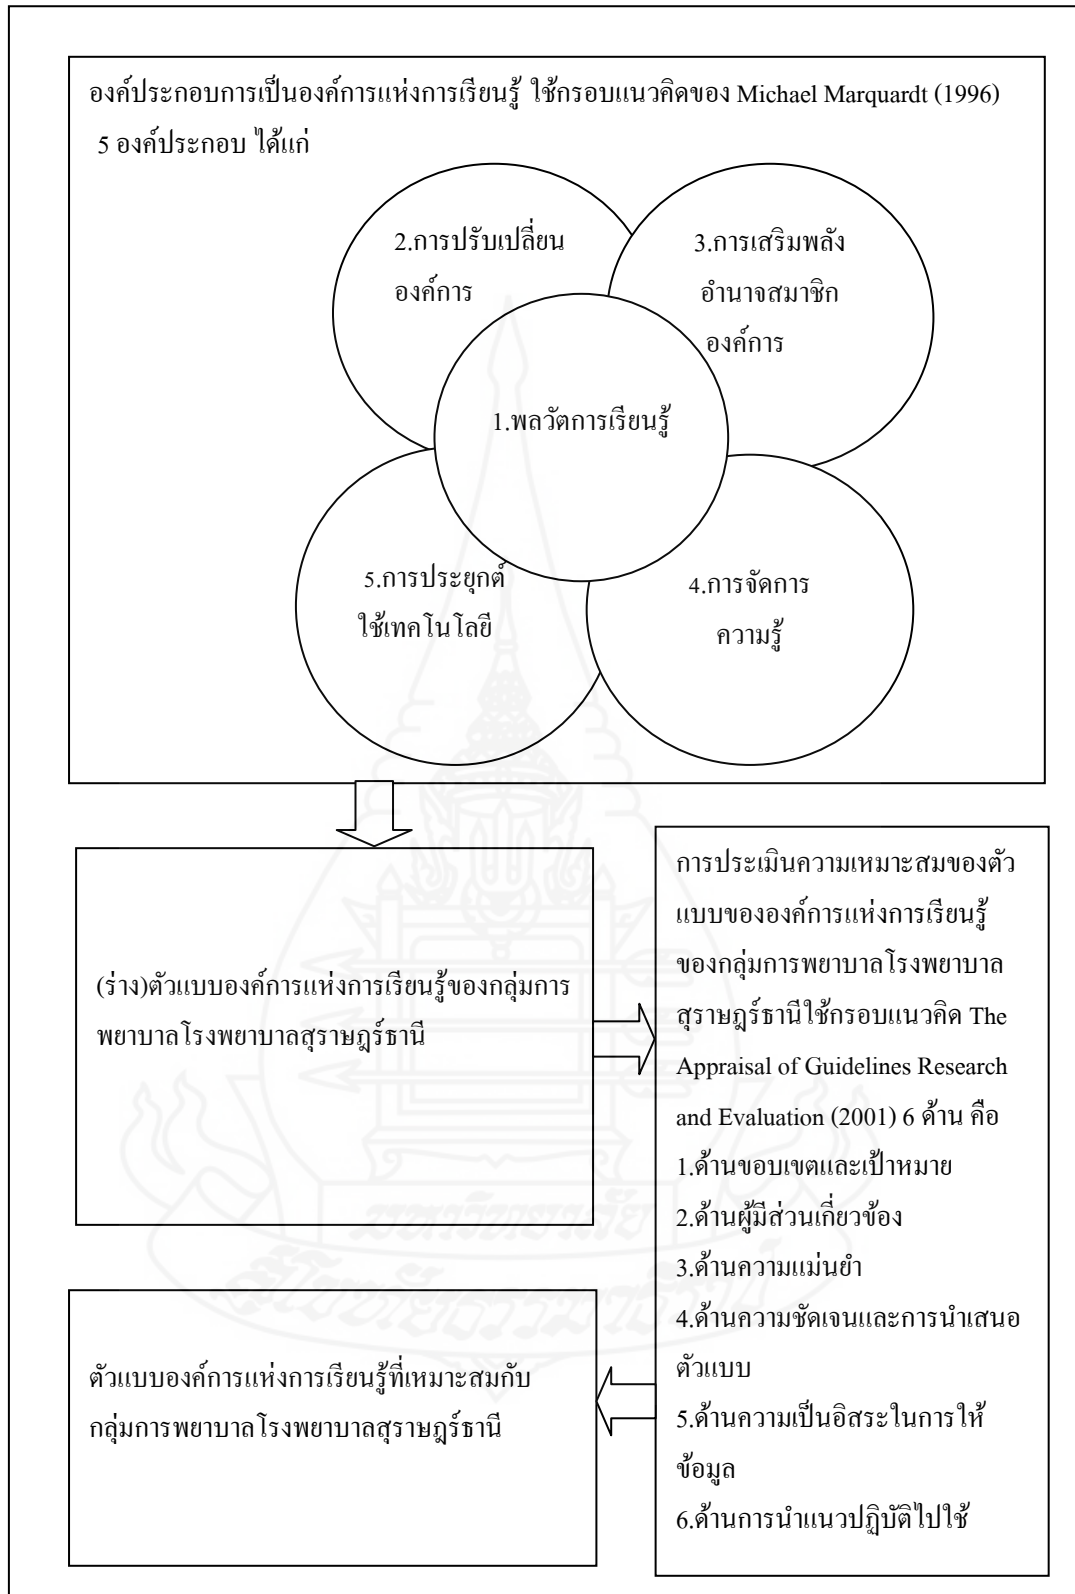 องค์ประกอบการเป็นองค์การแห่งการเรียนรู้ ใช้กรอบแนวคิดของ Michael Marquardt (1996)
5 องค์ประกอบ ได้แก่
2.การปรับเปลี่ยน
องค์การ
3.การเสริมพลัง
อำนาจสมาชิก
องค์การ
1.พลวัตการเรียนรู้
5.การประยุกต์
ใช้เทคโนโลยี
4.การจัดการ
ความรู้
(ร่าง)ตัวแบบองค์การแห่งการเรียนรู้ของกลุ่มการ
พยาบาลโรงพยาบาลสุราษฎร์ธานี
การประเมินความเหมาะสมของตัว
แบบขององค์การแห่งการเรียนรู้
ของกลุ่มการพยาบาลโรงพยาบาล
สุราษฎร์ธานีใช้กรอบแนวคิด The
Appraisal of Guidelines Research
and Evaluation (2001) 6 ด้าน คือ
1.ด้านขอบเขตและเป้าหมาย
2.ด้านผู้มีส่วนเกี่ยวข้อง
3.ด้านความแม่นยำ
4.ด้านความชัดเจนและการนำเสนอ
ตัวแบบ
5.ด้านความเป็นอิสระในการให้
ข้อมูล
6.ด้านการนำแนวปฏิบัติไปใช้
ตัวแบบองค์การแห่งการเรียนรู้ที่เหมาะสมกับ
กลุ่มการพยาบาลโรงพยาบาลสุราษฎร์ธานี
มหาวิทยาลัย
สุโขทัยธรรมาธิราช